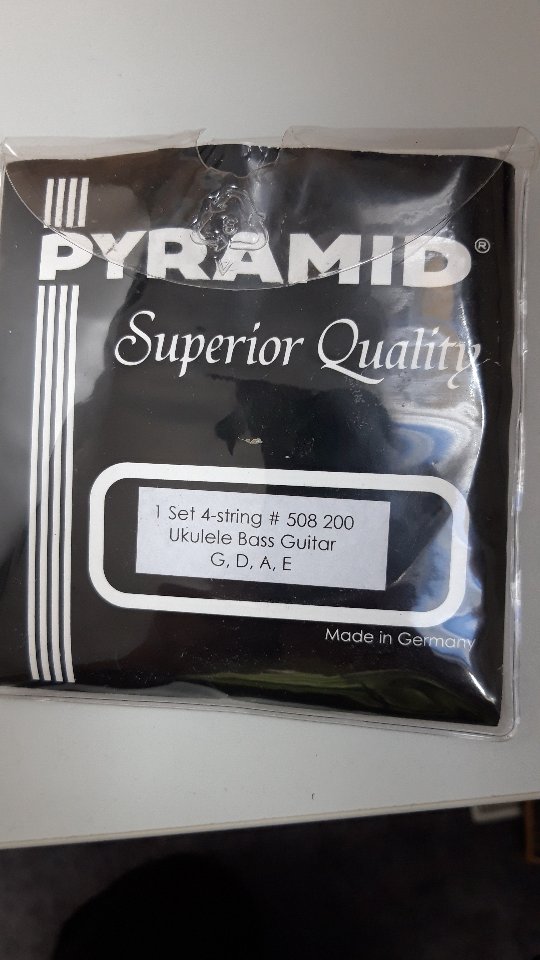 PYRAMID®
Superior Quality
1 Set 4-string # 508 200
Ukulele Bass Guitar
G, D, A, E
Made in Germany